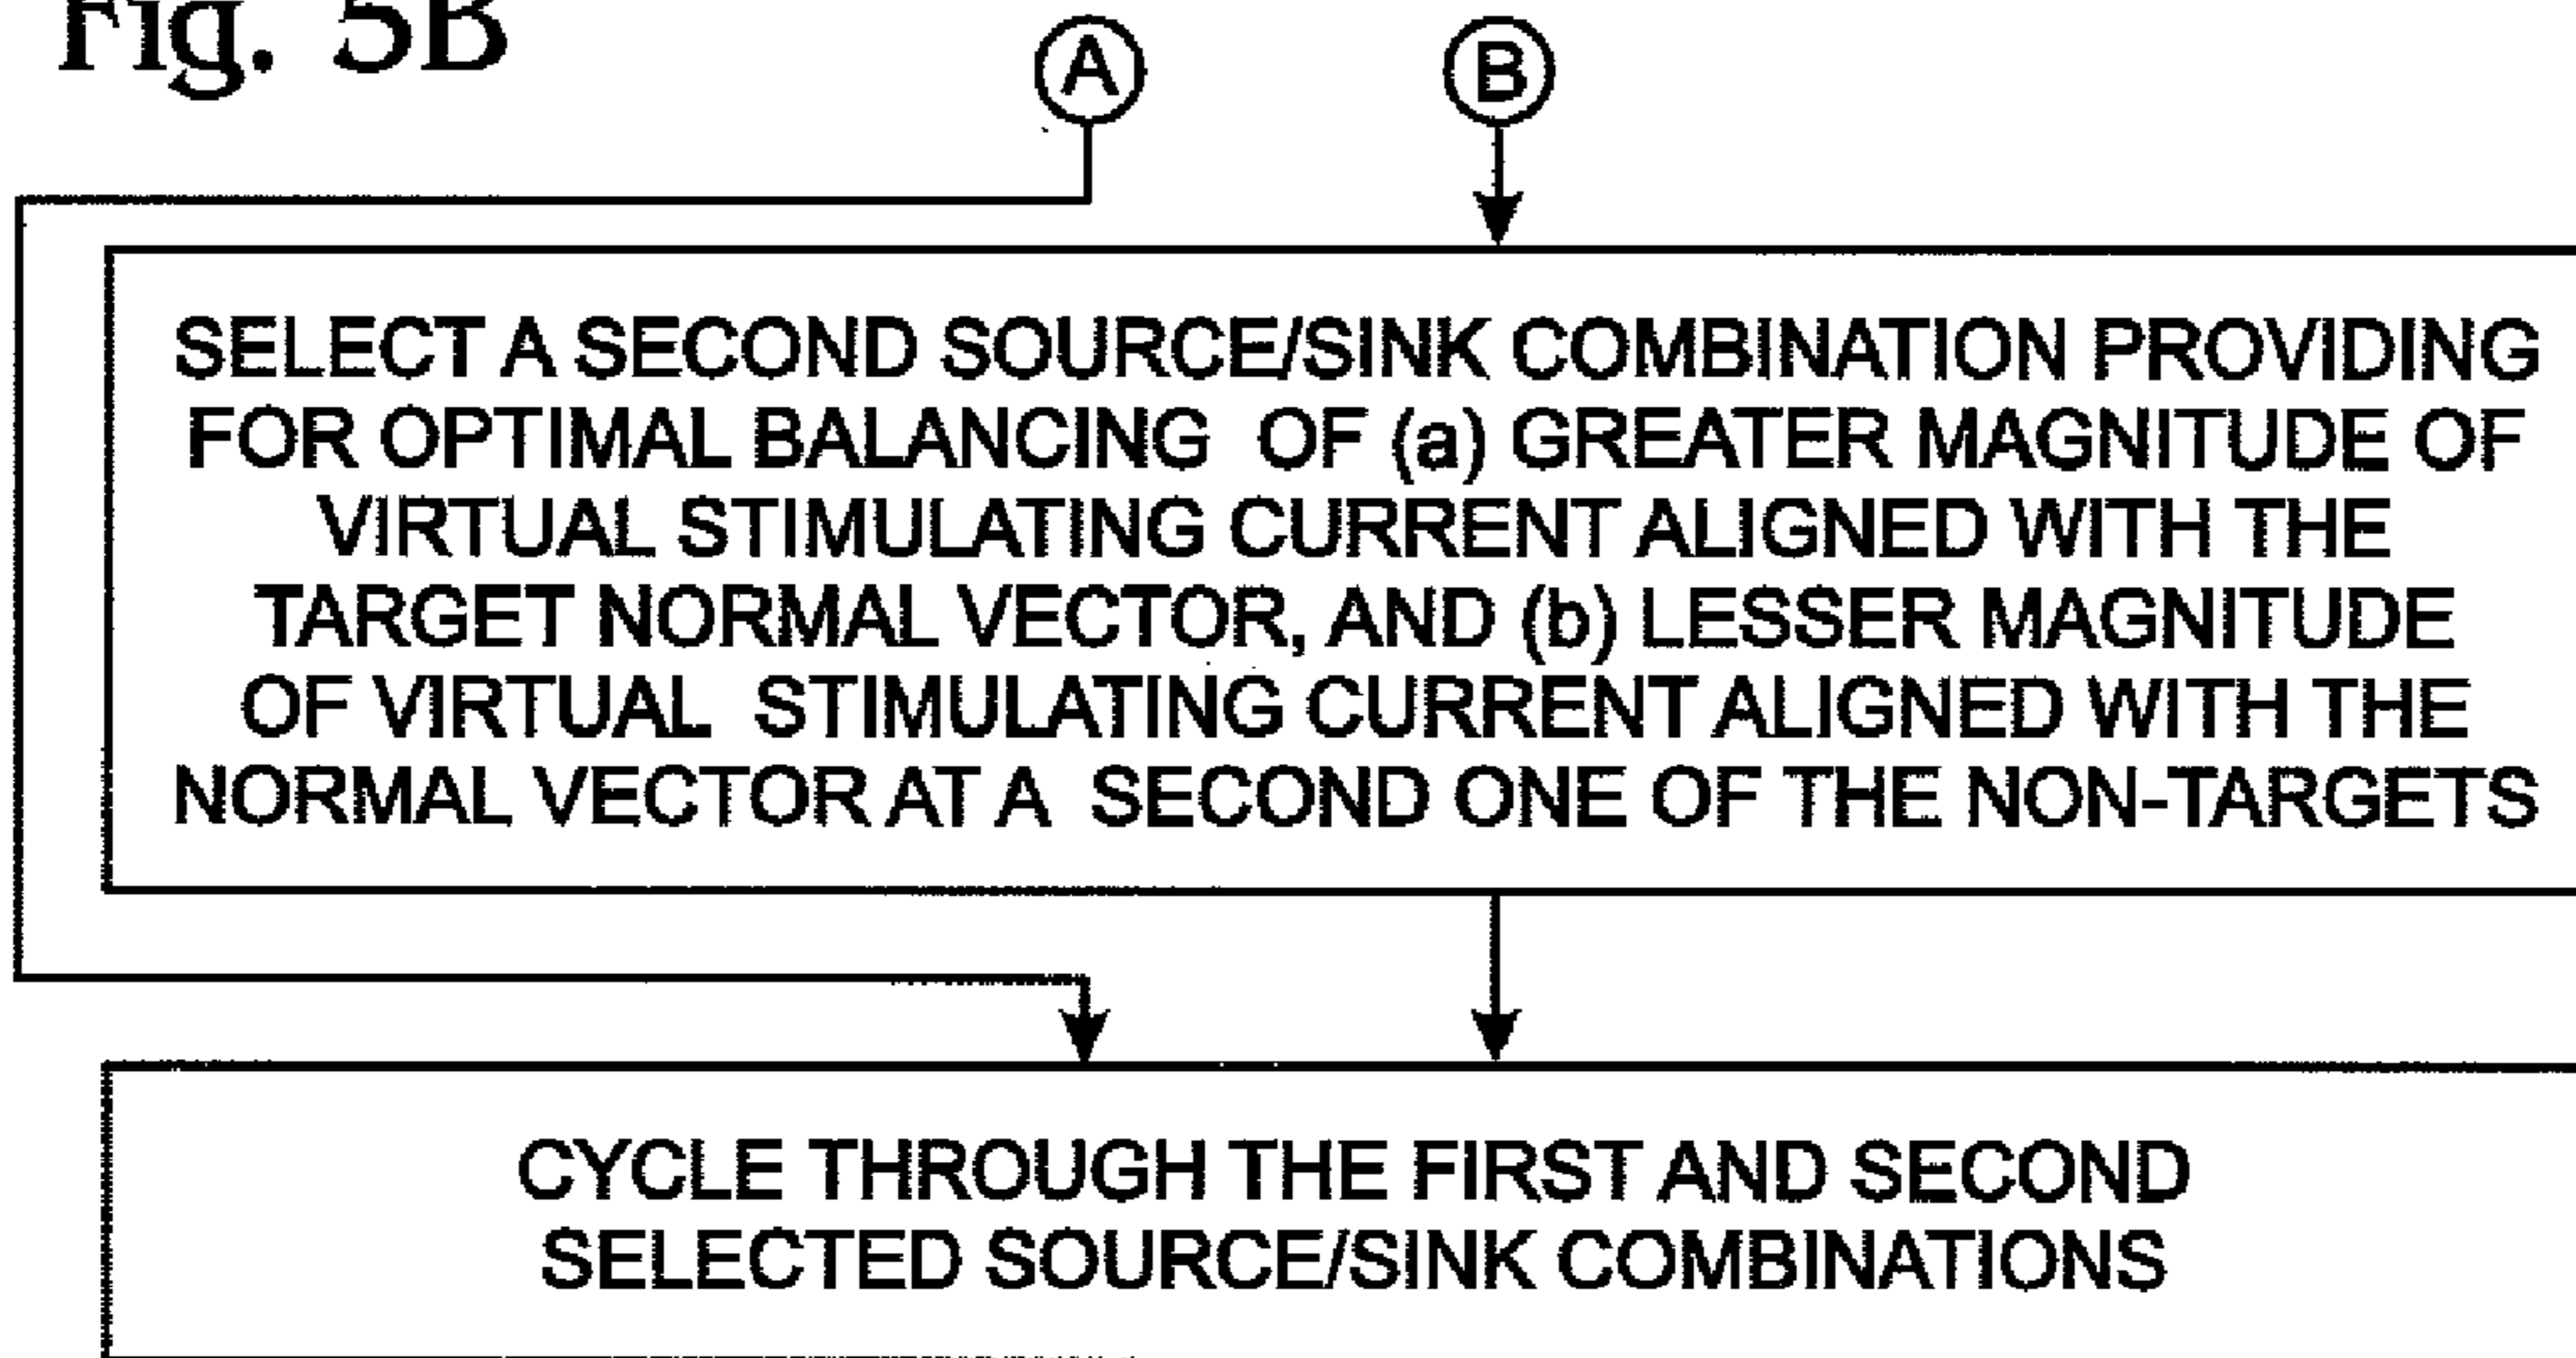 Fig. 5B
A B
SELECT A SECOND SOURCE/SINK COMBINATION PROVIDING
FOR OPTIMAL BALANCING OF (a) GREATER MAGNITUDE OF
VIRTUAL STIMULATING CURRENT ALIGNED WITH THE
TARGET NORMAL VECTOR, AND (b) LESSER MAGNITUDE
OF VIRTUAL STIMULATING CURRENT ALIGNED WITH THE
NORMAL VECTOR AT A SECOND ONE OF THE NON-TARGETS
CYCLE THROUGH THE FIRST AND SECOND
SELECTED SOURCE/SINK COMBINATIONS